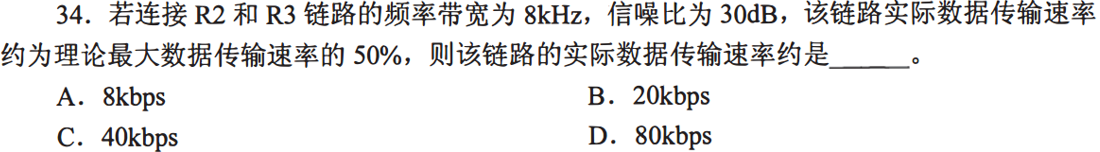 34．若连接 R2 和 R3 链路的频率带宽为 8kHz，信噪比为 30dB，该链路实际数据传输速率
约为理论最大数据传输速率的 50%，则该链路的实际数据传输速率约是______。
A．8kbps B．20kbps
C．40kbps D．80kbps